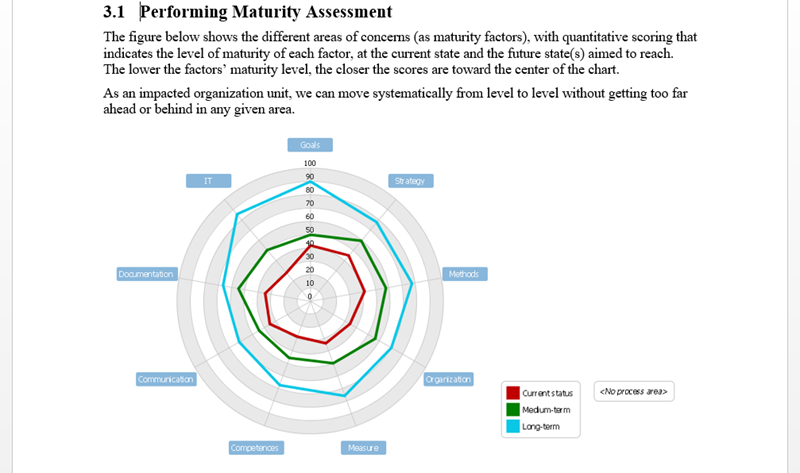 3.1 Performing Maturity Assessment
The figure below shows the different areas of concerns (as maturity factors), with quantitative scoring that
indicates the level of maturity of each factor, at the current state and the future state(s) aimed to reach.
The lower the factors' maturity level, the closer the scores are toward the center of the chart.
As an impacted organization unit, we can move systematically from level to level without getting too far
ahead or behind in any given area.
Goals
100
90
IT
Strategy
80
70
60
50
40
30
Documentation
Methods
20
10
0
Communication
Organization
Current status
<No process area>
Medium-term
Long-term
Competences
Measure